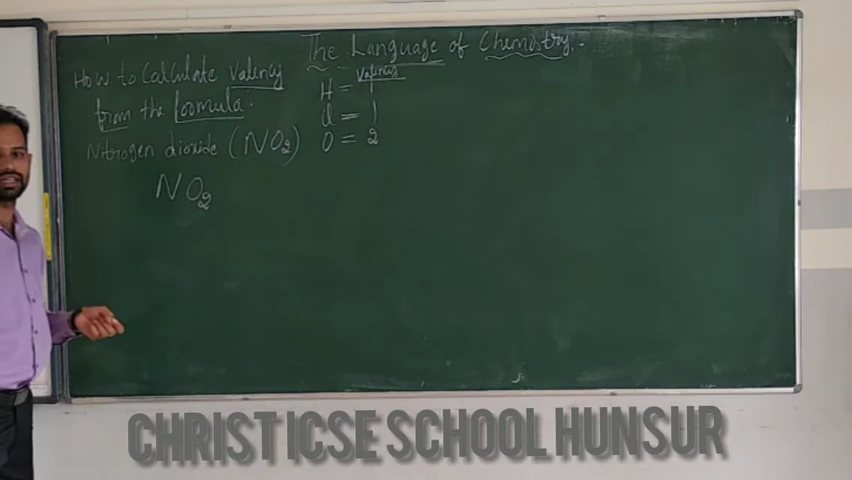 The Language of Chemistry.
How to Calculate Valency
from the formula.
Nitrogen dioxide (NO2)
NO2
Valency
H = 1
Cl = 1
O = 2
CHRIST ICSE SCHOOL HUNSUR